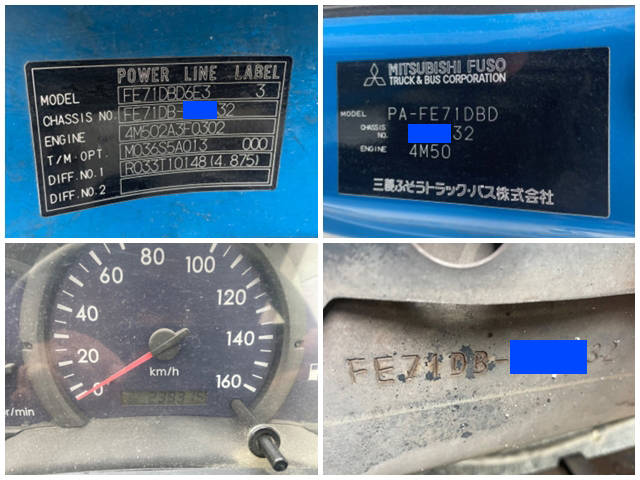 POWER LINE LABEL
MODEL FE71DBD6E3 3
CHASSIS NO. FE71DB- 32
ENGINE 4M502A3F0302
T/M.OPT. M036S5A013 000
DIFF.NO.1 R033T10148(4.875)
DIFF.NO.2
MITSUBISHI FUSO
TRUCK & BUS CORPORATION
MODEL PA-FE71DBD
CHASSIS NO. 32
ENGINE 4M50
三菱ふそうトラック・バス株式会社
0 20 40 60 80 100 120 140 160
km/h
r/min
FE71DB- 32